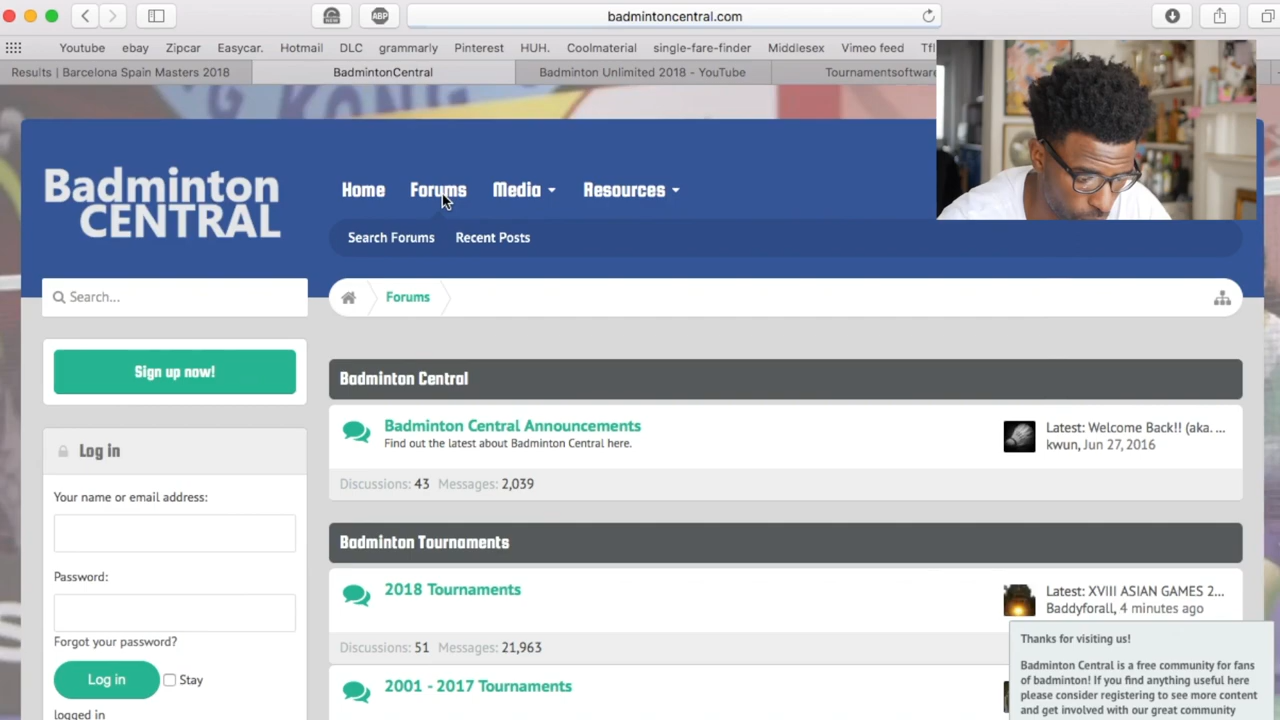 badmintoncentral.com
NEW
ABP
Youtube ebay Zipcar Easycar. Hotmail DLC grammarly Pinterest HUH. Coolmaterial single-fare-finder Middlesex Vimeo feed Tfl
Results | Barcelona Spain Masters 2018 BadmintonCentral Badminton Unlimited 2018 - YouTube Tournamentsoftware
Badminton
CENTRAL
Home Forums Media Resources
Search Forums Recent Posts
Search...
Forums
Sign up now!
Badminton Central
Badminton Central Announcements
Find out the latest about Badminton Central here.
Latest: Welcome Back!! (aka. ...
kwun, Jun 27, 2016
Discussions: 43 Messages: 2,039
Log in
Your name or email address:
Password:
Forgot your password?
Log in
Stay
logged in
Badminton Tournaments
2018 Tournaments
Latest: XVIII ASIAN GAMES 2...
Baddyforall, 4 minutes ago
Discussions: 51 Messages: 21,963
2001 - 2017 Tournaments
Thanks for visiting us!
Badminton Central is a free community for fans
of badminton! If you find anything useful here
please consider registering to see more content
and get involved with our great community